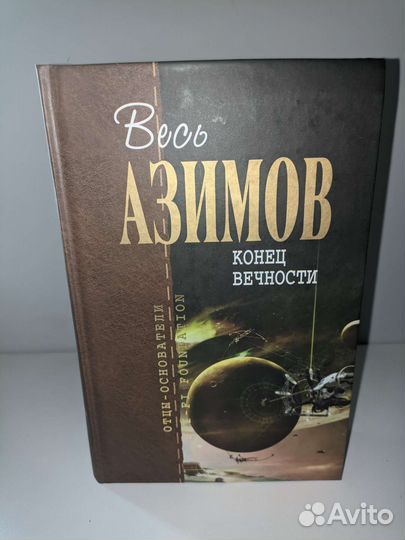 Весь
АЗИМОВ
КОНЕЦ
ВЕЧНОСТИ
ОТЦЫ-ОСНОВАТЕЛИ
FOUNDATION
Avito